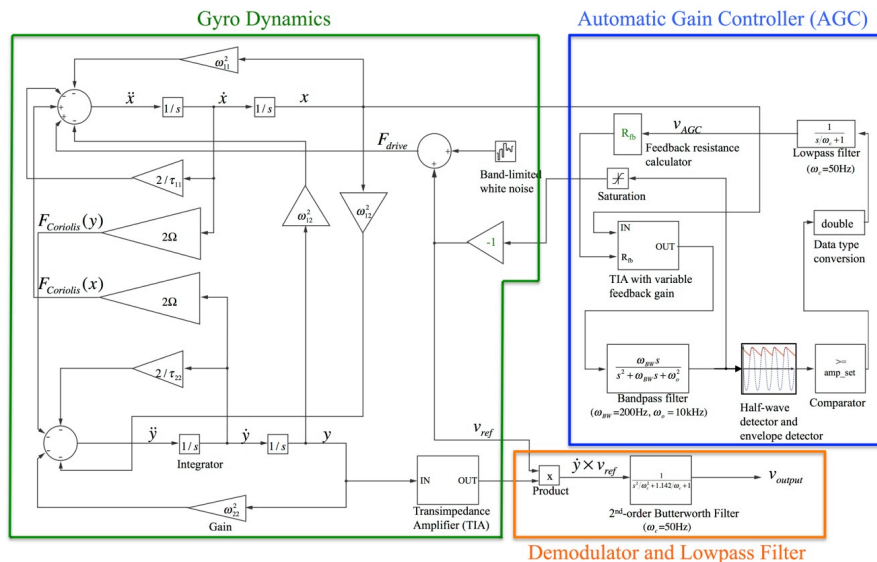 Gyro Dynamics
Automatic Gain Controller (AGC)
ω²₁₁
ẍ
1/s
ẋ
1/s
x
F_drive
Band-limited
white noise
2/τ₁₁
ω²₁₂
ω²₁₂
F_Coriolis(y)
2Ω
-1
F_Coriolis(x)
2Ω
2/τ₂₂
ÿ
1/s
ẏ
1/s
y
Integrator
ω²₂₂
Gain
IN
OUT
Transimpedance
Amplifier (TIA)
v_ref
R_fb
v_AGC
Feedback resistance
calculator
1
s/ω_c+1
Lowpass filter
(ω_c=50Hz)
Saturation
IN
OUT
R_fb
TIA with variable
feedback gain
double
Data type
conversion
ω_BW s
s²+ω_BW s+ω_o²
Bandpass filter
(ω_BW=200Hz, ω_o=10kHz)
Half-wave
detector and
envelope detector
>=
amp_set
Comparator
x
Product
ẏ×v_ref
1
s²/ω_c²+1.142/ω_c+1
2nd-order Butterworth Filter
(ω_c=50Hz)
v_output
Demodulator and Lowpass Filter